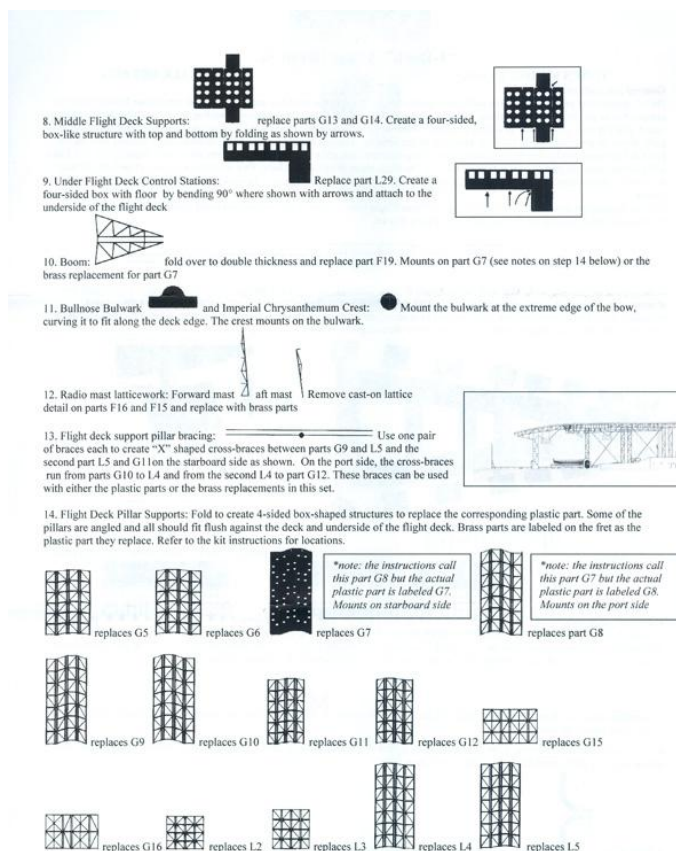 8. Middle Flight Deck Supports: replace parts G13 and G14. Create a four-sided,
box-like structure with top and bottom by folding as shown by arrows.
9. Under Flight Deck Control Stations: Replace part L29. Create a
four-sided box with floor by bending 90° where shown with arrows and attach to the
underside of the flight deck
10. Boom: fold over to double thickness and replace part F19. Mounts on part G7 (see notes on step 14 below) or the
brass replacement for part G7
11. Bullnose Bulwark and Imperial Chrysanthemum Crest: Mount the bulwark at the extreme edge of the bow,
curving it to fit along the deck edge. The crest mounts on the bulwark.
12. Radio mast latticework: Forward mast aft mast Remove cast-on lattice
detail on parts F16 and F15 and replace with brass parts
13. Flight deck support pillar bracing: Use one pair
of braces each to create “X” shaped cross-braces between parts G9 and L5 and the
second part L5 and G11on the starboard side as shown. On the port side, the cross-braces
run from parts G10 to L4 and from the second L4 to part G12. These braces can be used
with either the plastic parts or the brass replacements in this set.
14. Flight Deck Pillar Supports: Fold to create 4-sided box-shaped structures to replace the corresponding plastic part. Some of the
pillars are angled and all should fit flush against the deck and underside of the flight deck. Brass parts are labeled on the fret as the
plastic part they replace. Refer to the kit instructions for locations.
*note: the instructions call
this part G8 but the actual
plastic part is labeled G7.
Mounts on starboard side
*note: the instructions call
this part G7 but the actual
plastic part is labeled G8.
Mounts on the port side
replaces G5 replaces G6 replaces G7 replaces part G8
replaces G9 replaces G10 replaces G11 replaces G12 replaces G15
replaces G16 replaces L2 replaces L3 replaces L4 replaces L5